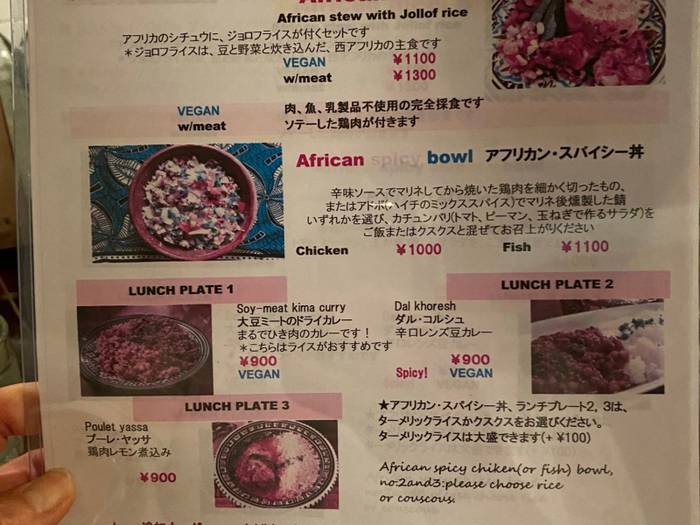 African stew with Jollof rice
アフリカのシチュウに、ジョロフライスが付くセットです
＊ジョロフライスは、豆と野菜と炊き込んだ、西アフリカの主食です
VEGAN ¥1100
w/meat ¥1300
VEGAN 肉、魚、乳製品不使用の完全採食です
w/meat ソテーした鶏肉が付きます
African spicy bowl アフリカン・スパイシー丼
辛味ソースでマリネしてから焼いた鶏肉を細かく切ったもの、
またはアドボ(ハイチのミックススパイス)でマリネ後燻製した鯖
いずれかを選び、カチュンバリ(トマト、ピーマン、玉ねぎで作るサラダ)を
ご飯またはクスクスと混ぜてお召上がりください
Chicken ¥1000 Fish ¥1100
LUNCH PLATE 1
Soy-meat kima curry
大豆ミートのドライカレー
まるでひき肉のカレーです！
＊こちらはライスがおすすめです
¥900
VEGAN
LUNCH PLATE 2
Dal khoresh
ダル・コルシュ
辛口レンズ豆カレー
¥900
Spicy! VEGAN
LUNCH PLATE 3
Poulet yassa
プーレ・ヤッサ
鶏肉レモン煮込み
¥900
★アフリカン・スパイシー丼、ランチプレート2, 3は、
ターメリックライスかクスクスをお選びください。
ターメリックライスは大盛できます(+ ¥100)
African spicy chiken(or fish) bowl,
no:2and3:please choose rice
or couscous.